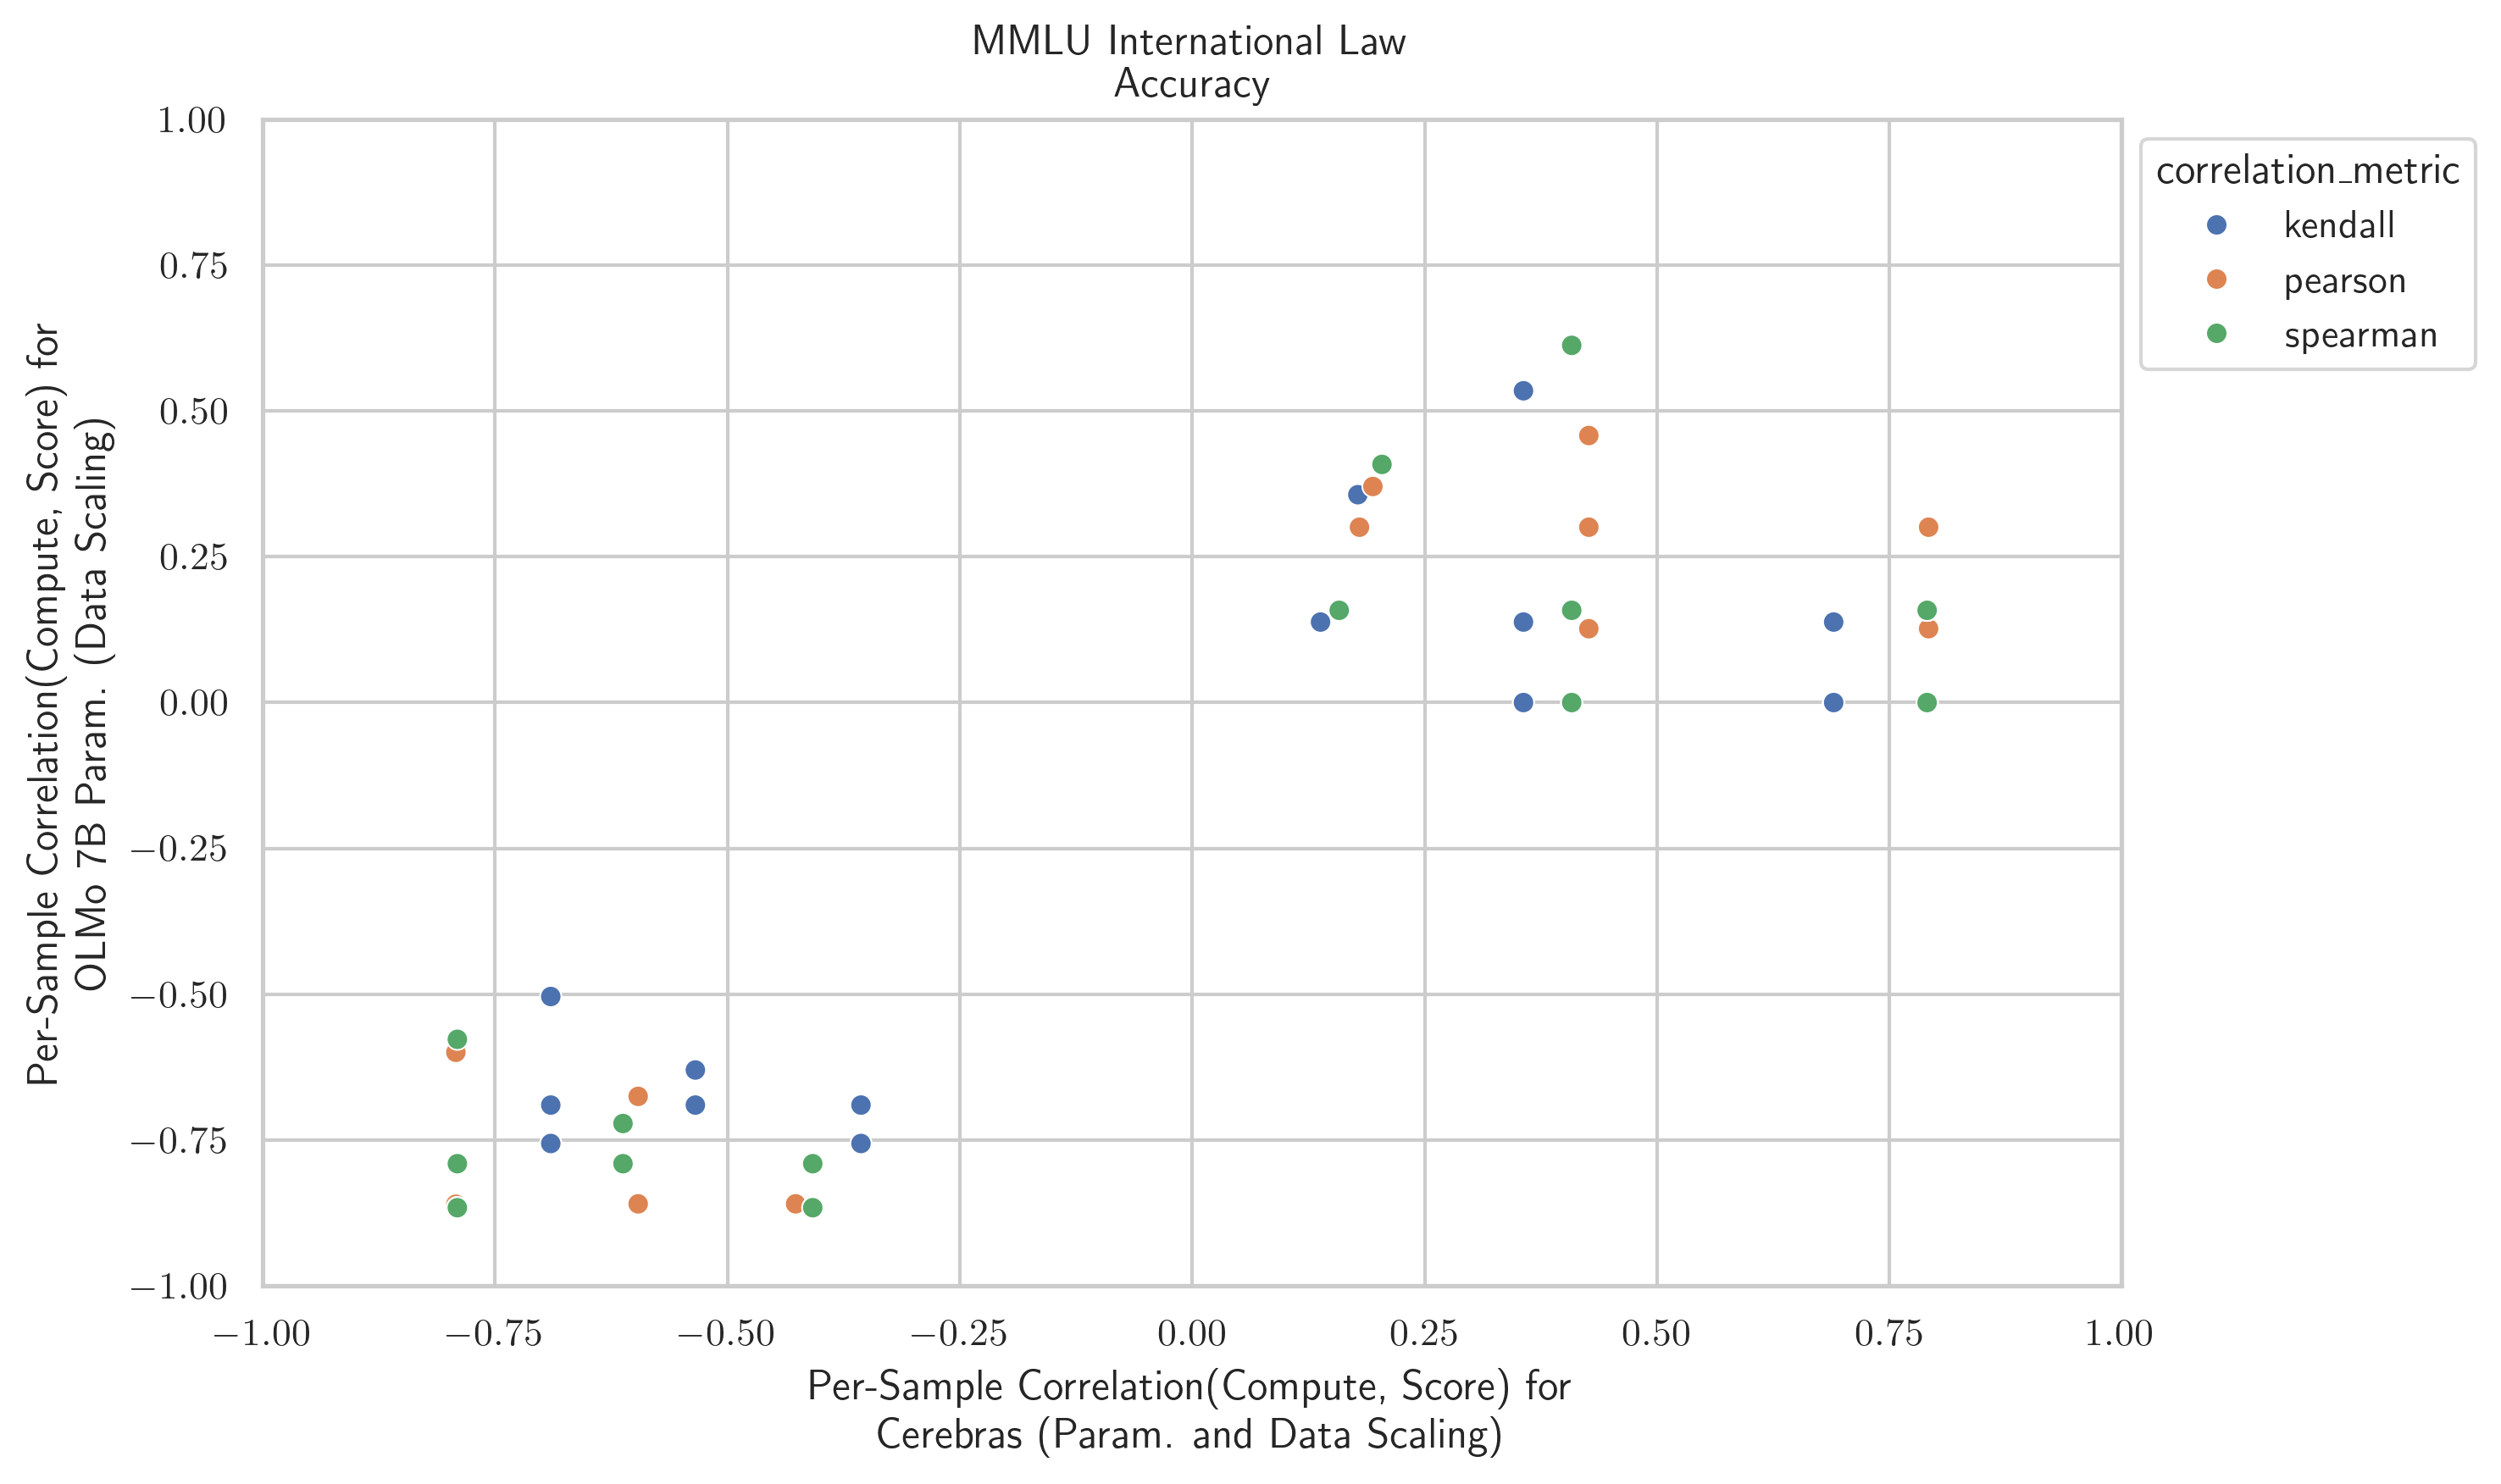 MMLU International Law
Accuracy
1.00
0.75
0.50
0.25
0.00
−0.25
−0.50
−0.75
−1.00
Per-Sample Correlation(Compute, Score) for
OLMo 7B Param. (Data Scaling)
correlation_metric
kendall
pearson
spearman
−1.00 −0.75 −0.50 −0.25 0.00 0.25 0.50 0.75 1.00
Per-Sample Correlation(Compute, Score) for
Cerebras (Param. and Data Scaling)